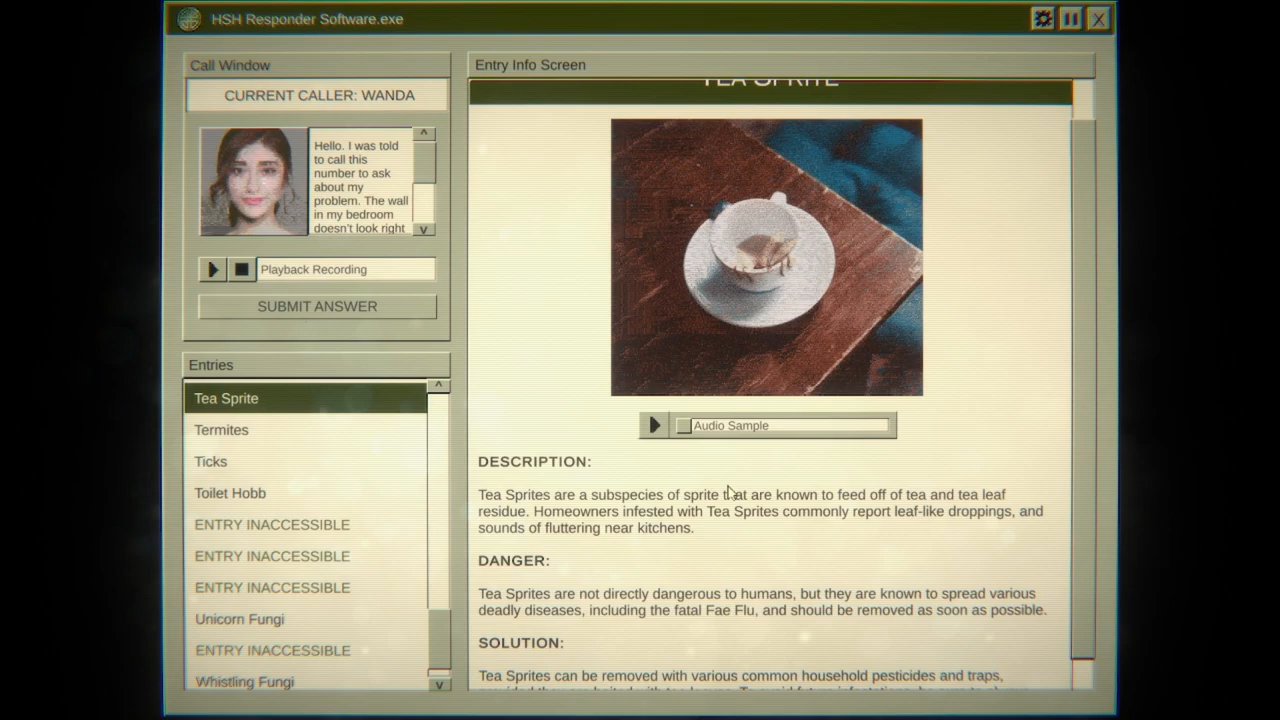 HSH Responder Software.exe
Call Window
CURRENT CALLER: WANDA
Hello. I was told
to call this
number to ask
about my
problem. The wall
in my bedroom
doesn't look right
Playback Recording
SUBMIT ANSWER
Entries
Tea Sprite
Termites
Ticks
Toilet Hobb
ENTRY INACCESSIBLE
ENTRY INACCESSIBLE
ENTRY INACCESSIBLE
Unicorn Fungi
ENTRY INACCESSIBLE
Whistling Fungi
Entry Info Screen
TEA SPRITE
Audio Sample
DESCRIPTION:
Tea Sprites are a subspecies of sprite that are known to feed off of tea and tea leaf
residue. Homeowners infested with Tea Sprites commonly report leaf-like droppings, and
sounds of fluttering near kitchens.
DANGER:
Tea Sprites are not directly dangerous to humans, but they are known to spread various
deadly diseases, including the fatal Fae Flu, and should be removed as soon as possible.
SOLUTION:
Tea Sprites can be removed with various common household pesticides and traps,